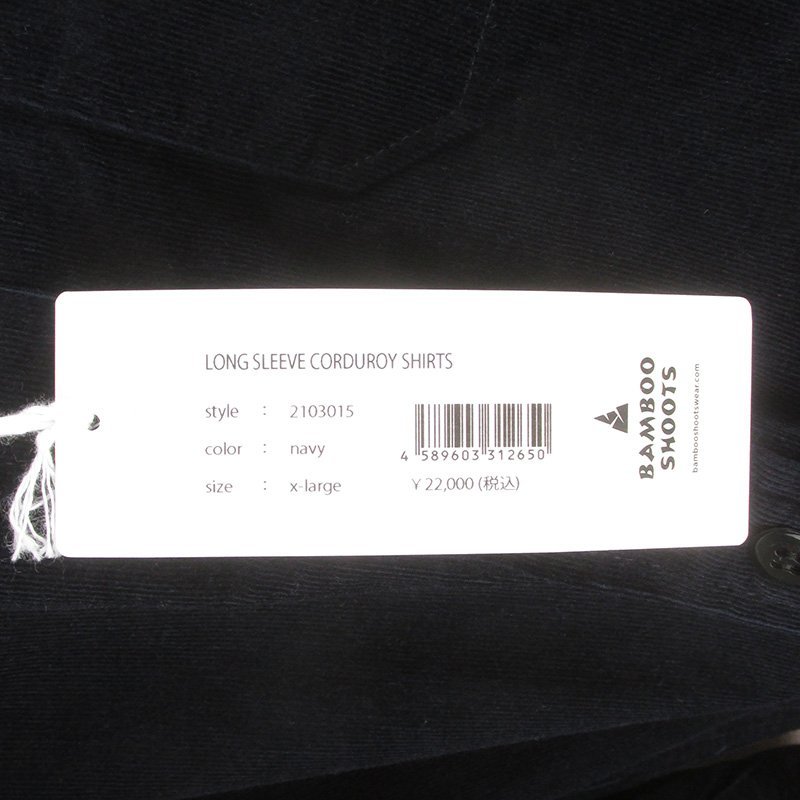 LONG SLEEVE CORDUROY SHIRTS
style : 2103015
color : navy
size : x-large
4 589603 312650
¥ 22,000 (税込)
BAMBOO
SHOOTS
bambooshootswear.com